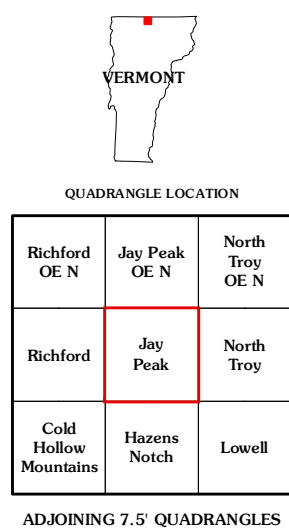 VERMONT
QUADRANGLE LOCATION
Richford
OE N
Jay Peak
OE N
North
Troy
OE N
Richford
Jay
Peak
North
Troy
Cold
Hollow
Mountains
Hazens
Notch
Lowell
ADJOINING 7.5' QUADRANGLES